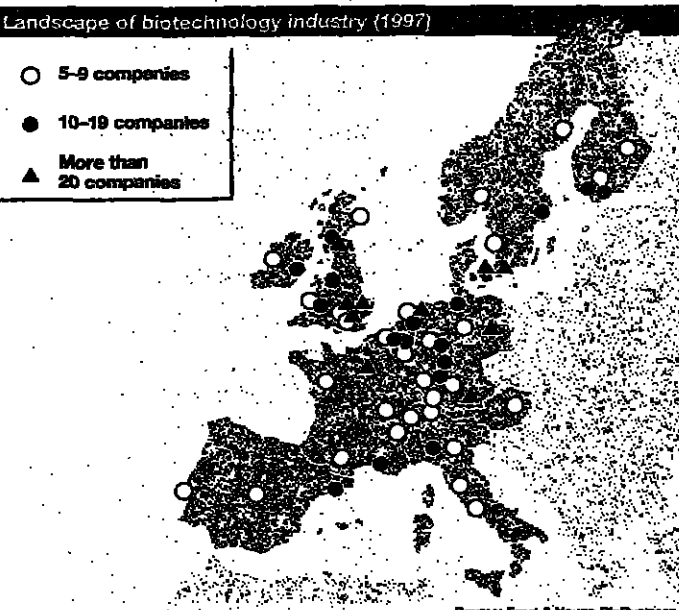 Landscape of biotechnology industry (1997)
5–9 companies
10–19 companies
More than
20 companies